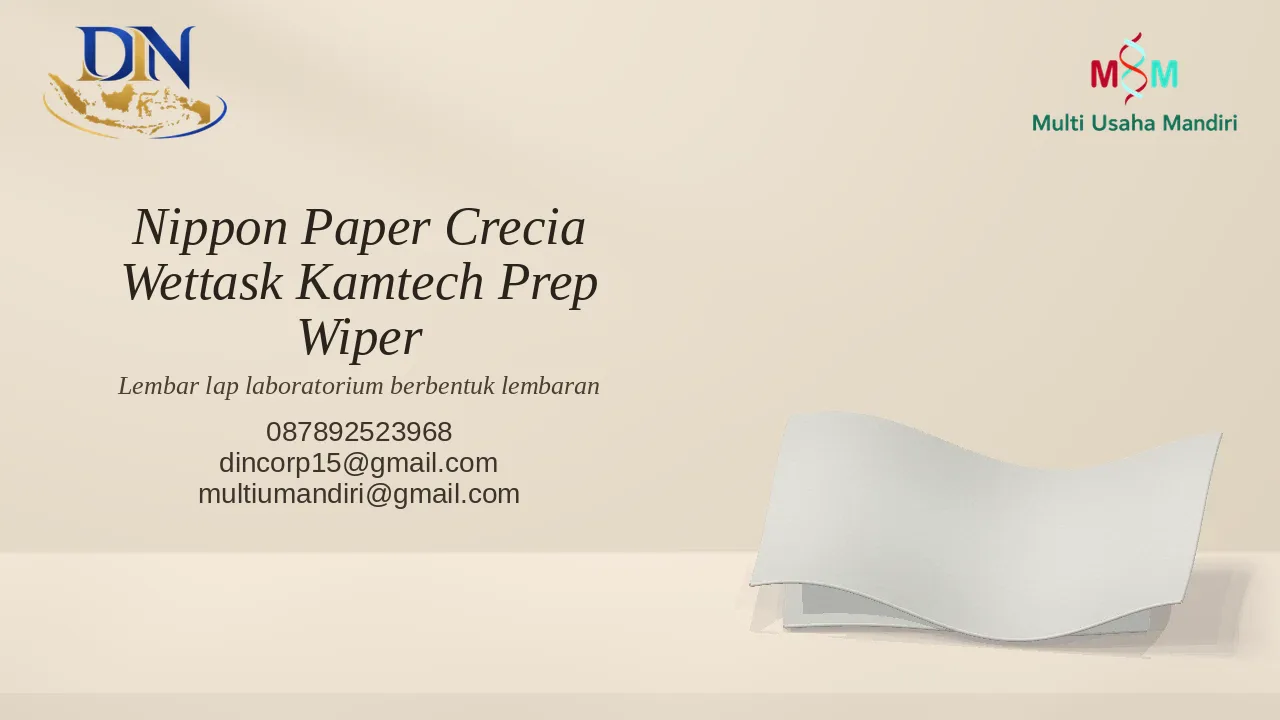 DIN
M M
Multi Usaha Mandiri
Nippon Paper Crecia
Wettask Kamtech Prep
Wiper
Lembar lap laboratorium berbentuk lembaran
087892523968
dincorp15@gmail.com
multiumandiri@gmail.com